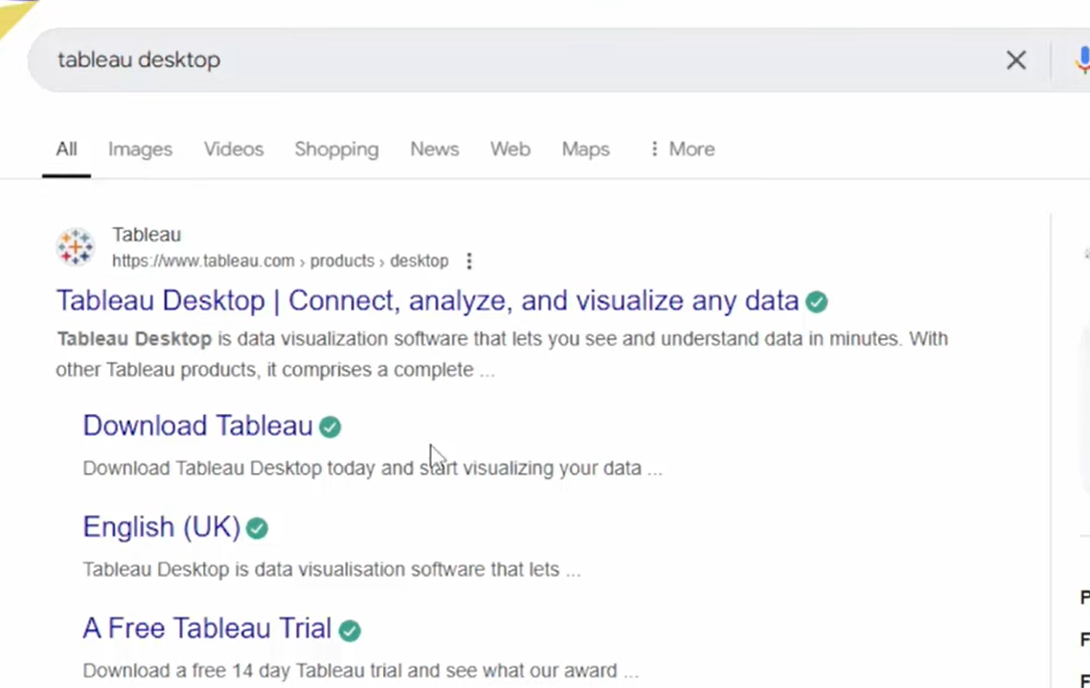 tableau desktop
All Images Videos Shopping News Web Maps More
Tableau
https://www.tableau.com › products › desktop
Tableau Desktop | Connect, analyze, and visualize any data
Tableau Desktop is data visualization software that lets you see and understand data in minutes. With
other Tableau products, it comprises a complete ...
Download Tableau
Download Tableau Desktop today and start visualizing your data ...
English (UK)
Tableau Desktop is data visualisation software that lets ...
A Free Tableau Trial
Download a free 14 day Tableau trial and see what our award ...